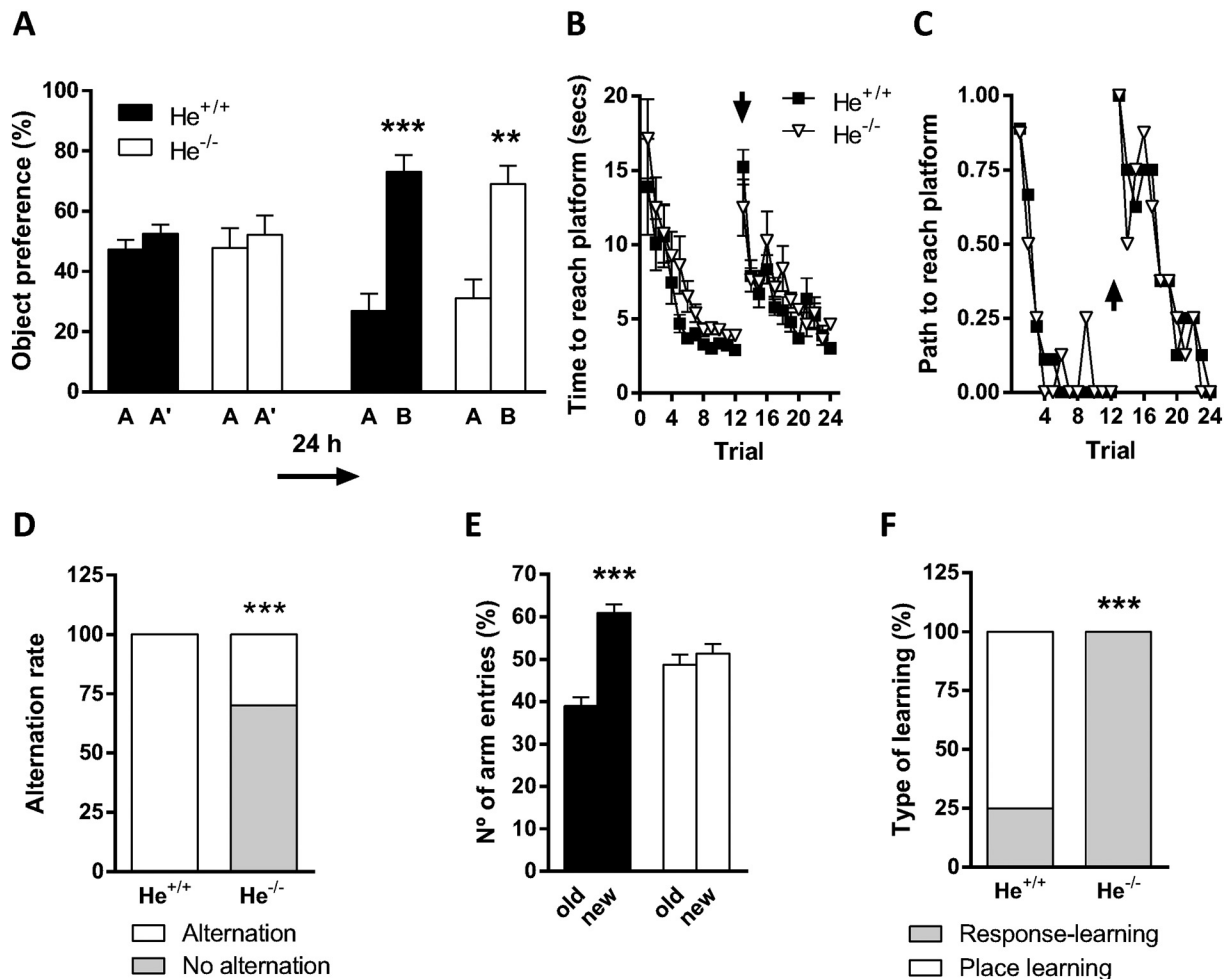 A
Object preference (%)
100
80
60
40
20
0
He+/+
He-/-
***
**
A A' A A' A B A B
24 h
B
Time to reach platform (secs)
20
15
10
5
0
He+/+
He-/-
0 4 8 12 16 20 24
Trial
C
Path to reach platform
1.00
0.75
0.50
0.25
0.00
4 8 12 16 20 24
Trial
D
Alternation rate
125
100
75
50
25
0
***
He+/+ He-/-
Alternation
No alternation
E
Nº of arm entries (%)
70
60
50
40
30
20
10
0
***
old new old new
F
Type of learning (%)
125
100
75
50
25
0
***
He+/+ He-/-
Response-learning
Place learning